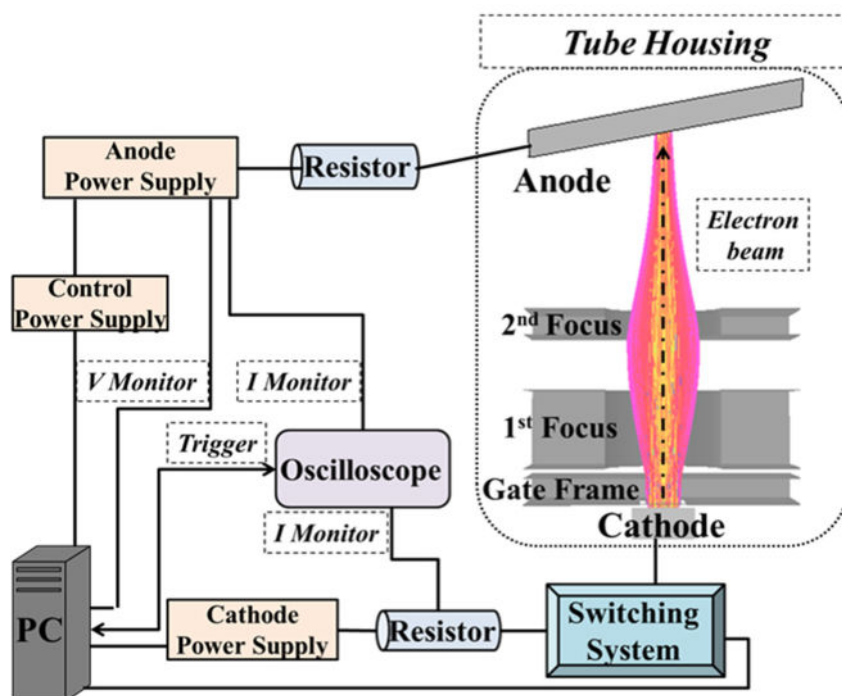 Tube Housing
Anode
Power Supply
Resistor
Anode
Electron
beam
Control
Power Supply
2nd Focus
V Monitor
I Monitor
1st Focus
Trigger
Oscilloscope
Gate Frame
I Monitor
Cathode
PC
Cathode
Power Supply
Resistor
Switching
System